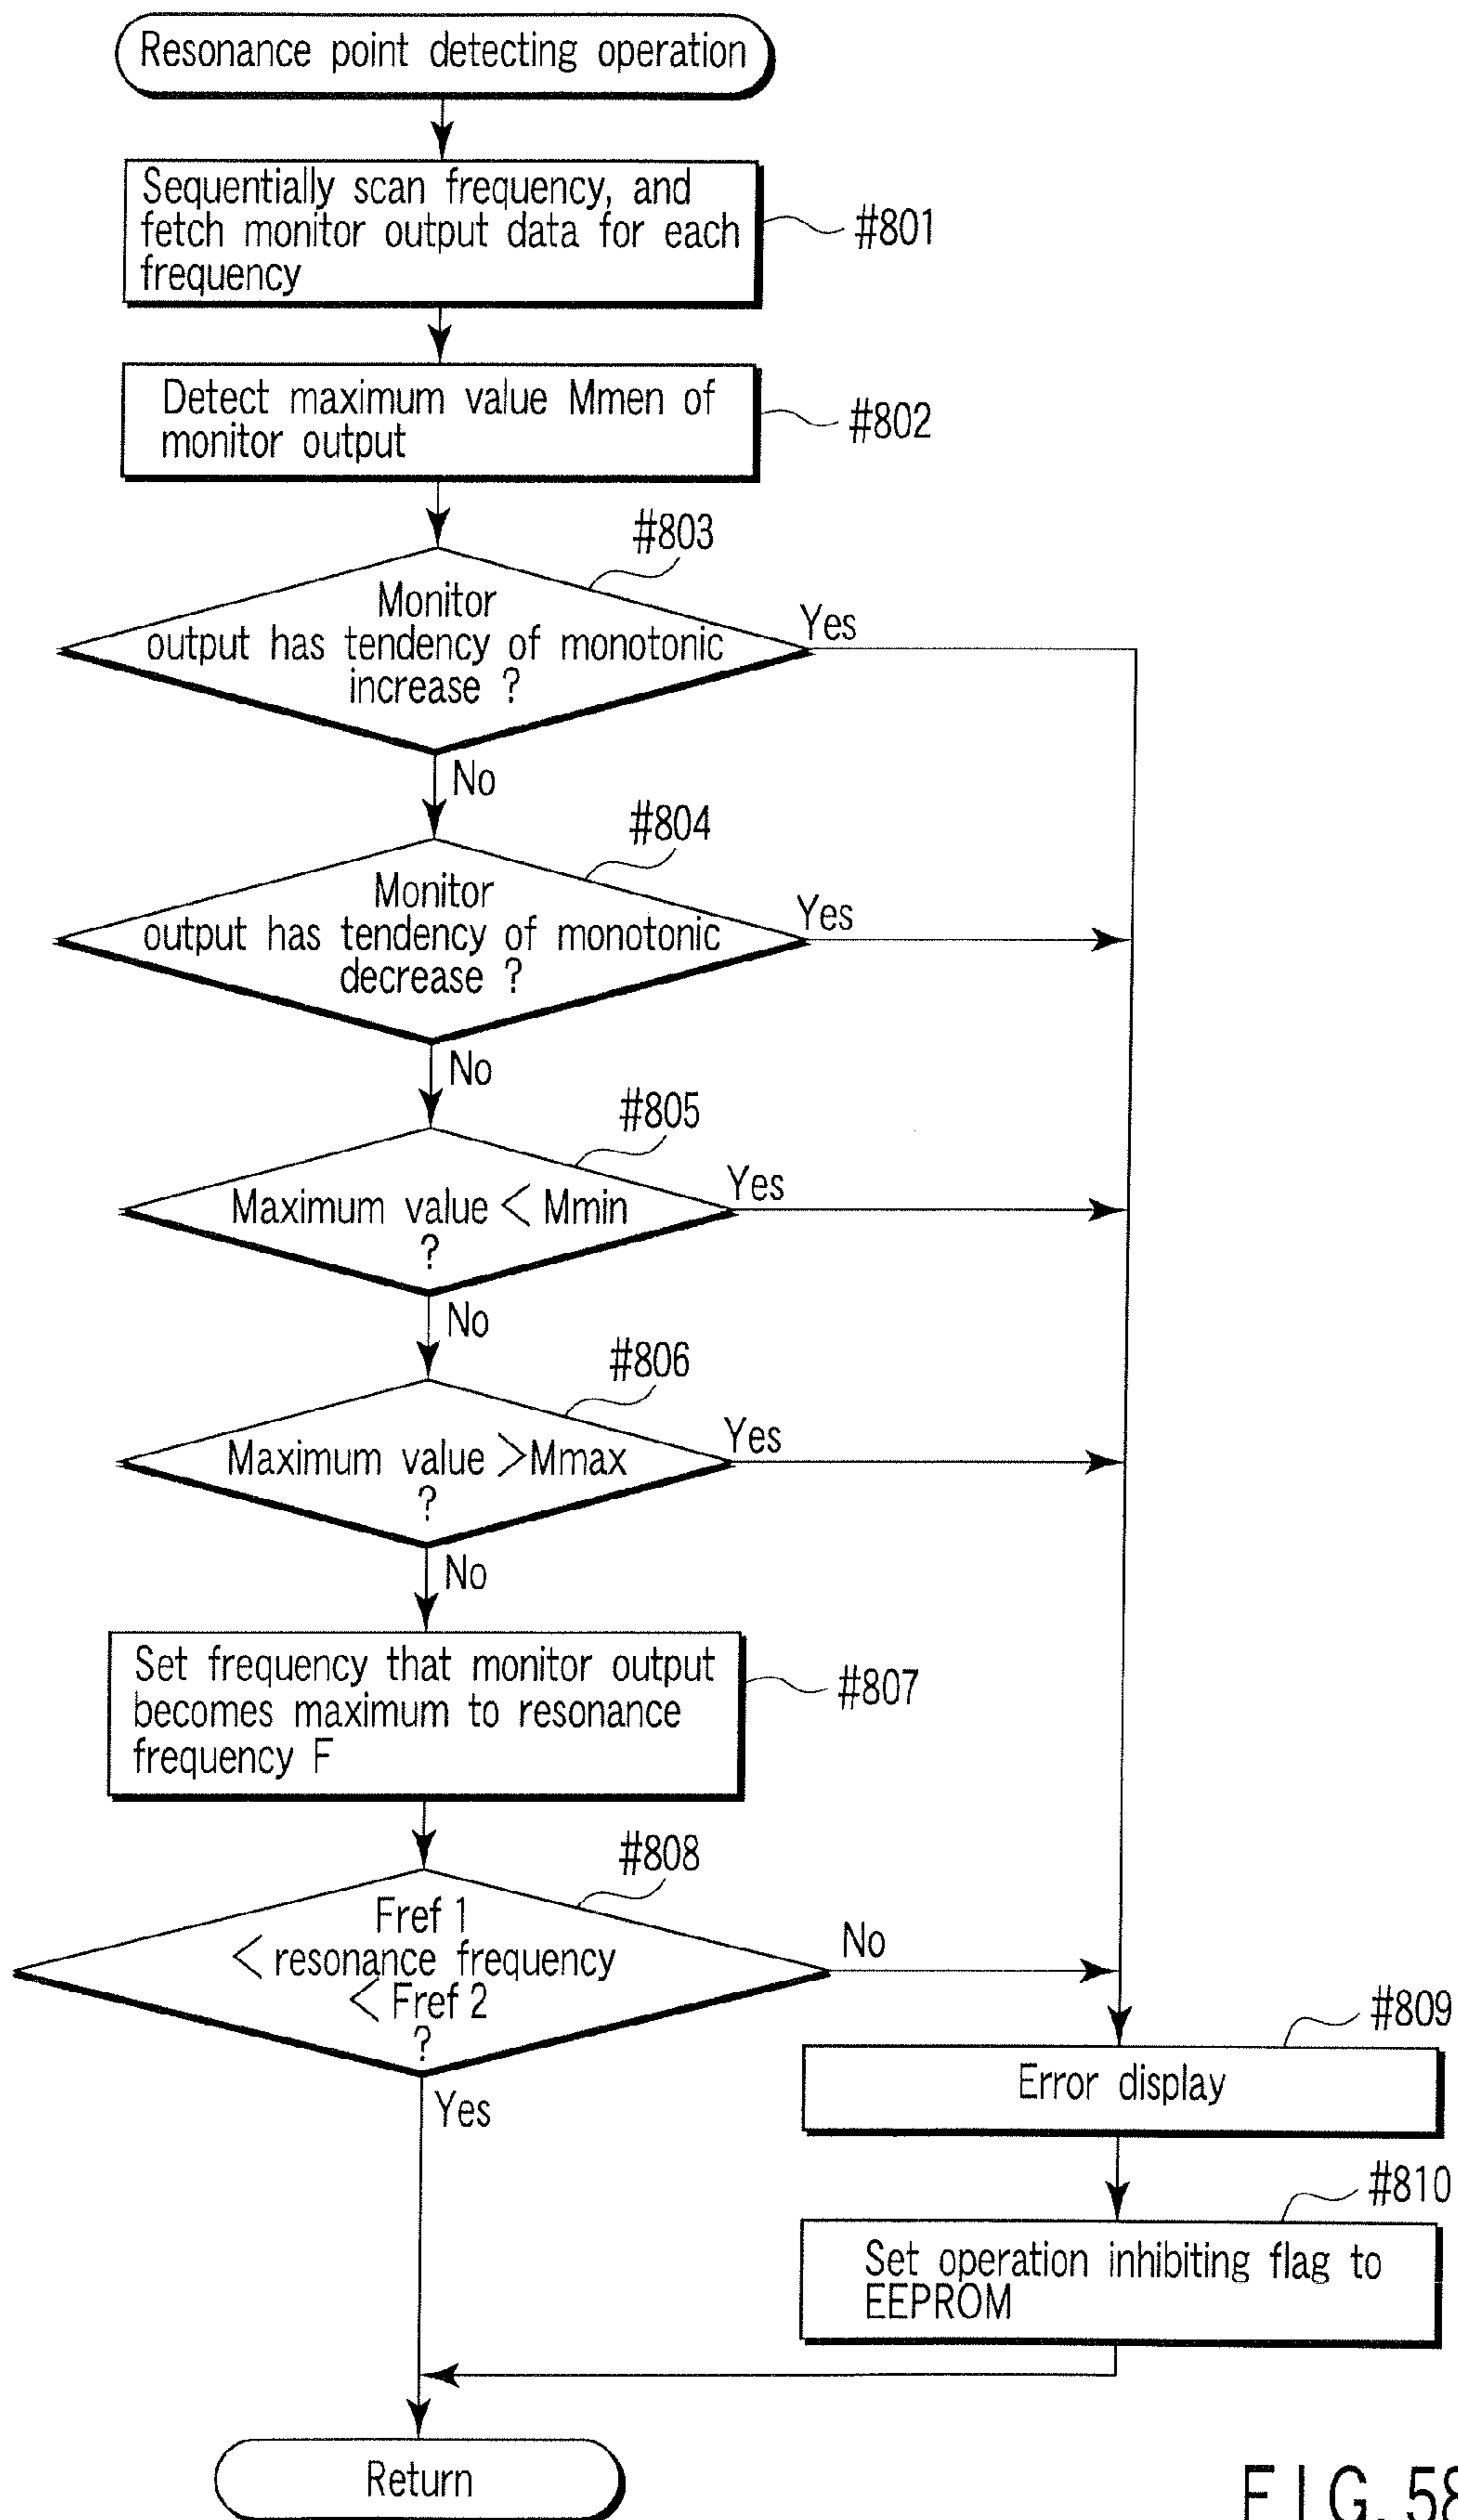 Resonance point detecting operation
Sequentially scan frequency, and
fetch monitor output data for each
frequency
#801
Detect maximum value Mmen of
monitor output
#802
#803
Monitor
output has tendency of monotonic
increase ?
Yes
No
#804
Monitor
output has tendency of monotonic
decrease ?
Yes
No
#805
Maximum value < Mmin
?
Yes
No
#806
Maximum value >Mmax
?
Yes
No
Set frequency that monitor output
becomes maximum to resonance
frequency F
#807
#808
Fref 1
< resonance frequency
< Fref 2
?
No
Yes
#809
Error display
#810
Set operation inhibiting flag to
EEPROM
Return
FIG. 58